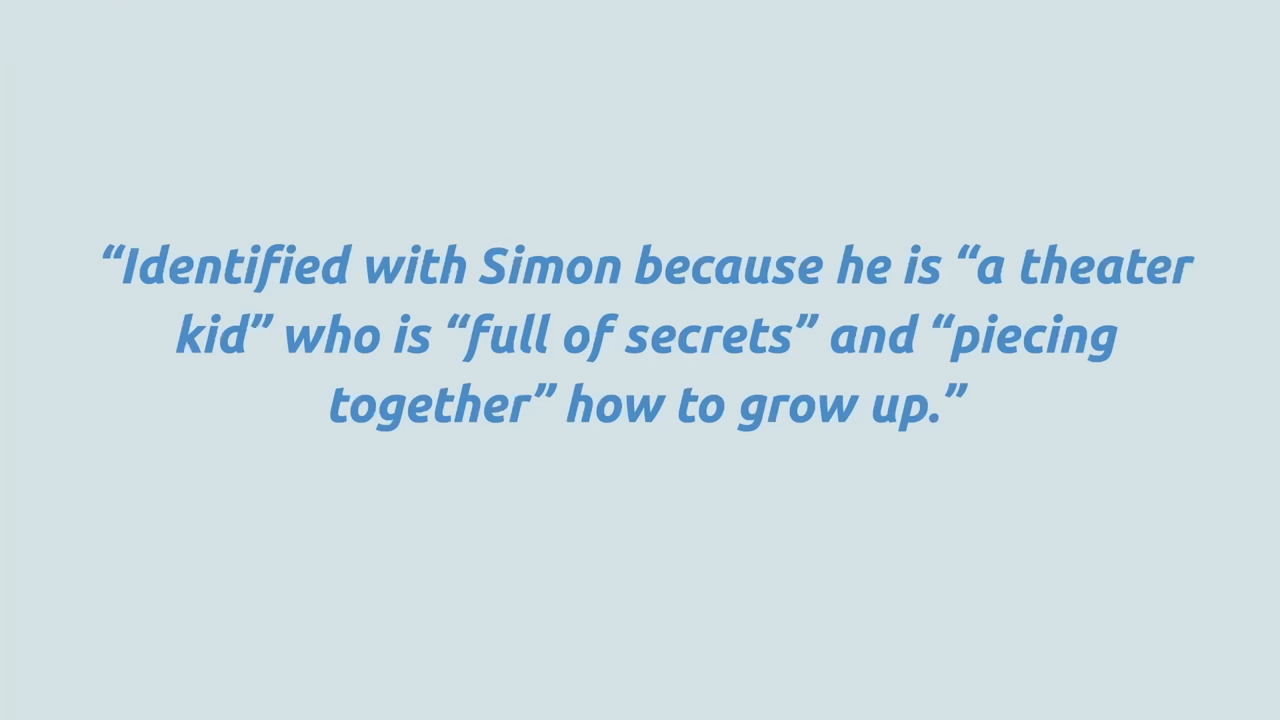 “Identified with Simon because he is “a theater
kid” who is “full of secrets” and “piecing
together” how to grow up.”